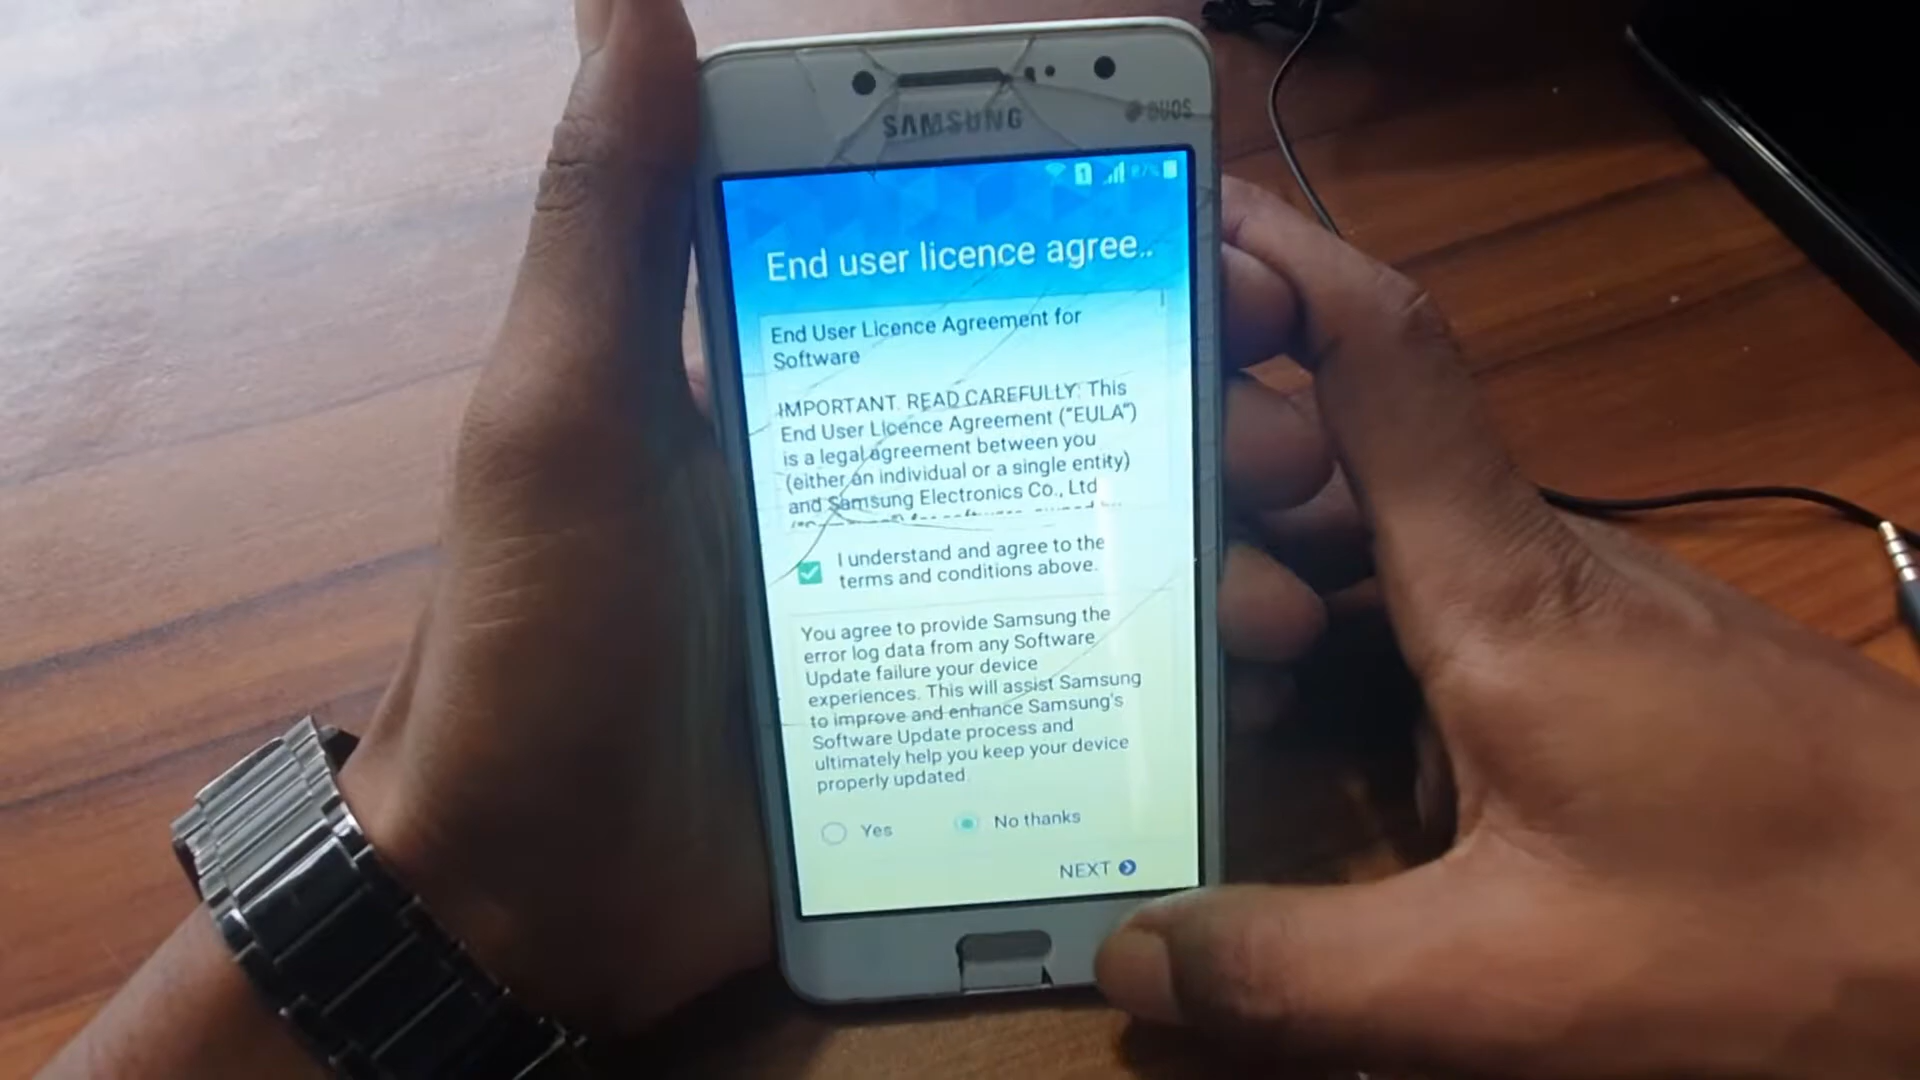 SAMSUNG
DUOS
1
87%
End user licence agree..
End User Licence Agreement for
Software
IMPORTANT. READ CAREFULLY: This
End User Licence Agreement ("EULA")
is a legal agreement between you
(either an individual or a single entity)
and Samsung Electronics Co., Ltd
I understand and agree to the
terms and conditions above.
You agree to provide Samsung the
error log data from any Software
Update failure your device
experiences. This will assist Samsung
to improve and enhance Samsung's
Software Update process and
ultimately help you keep your device
properly updated.
Yes
No thanks
NEXT